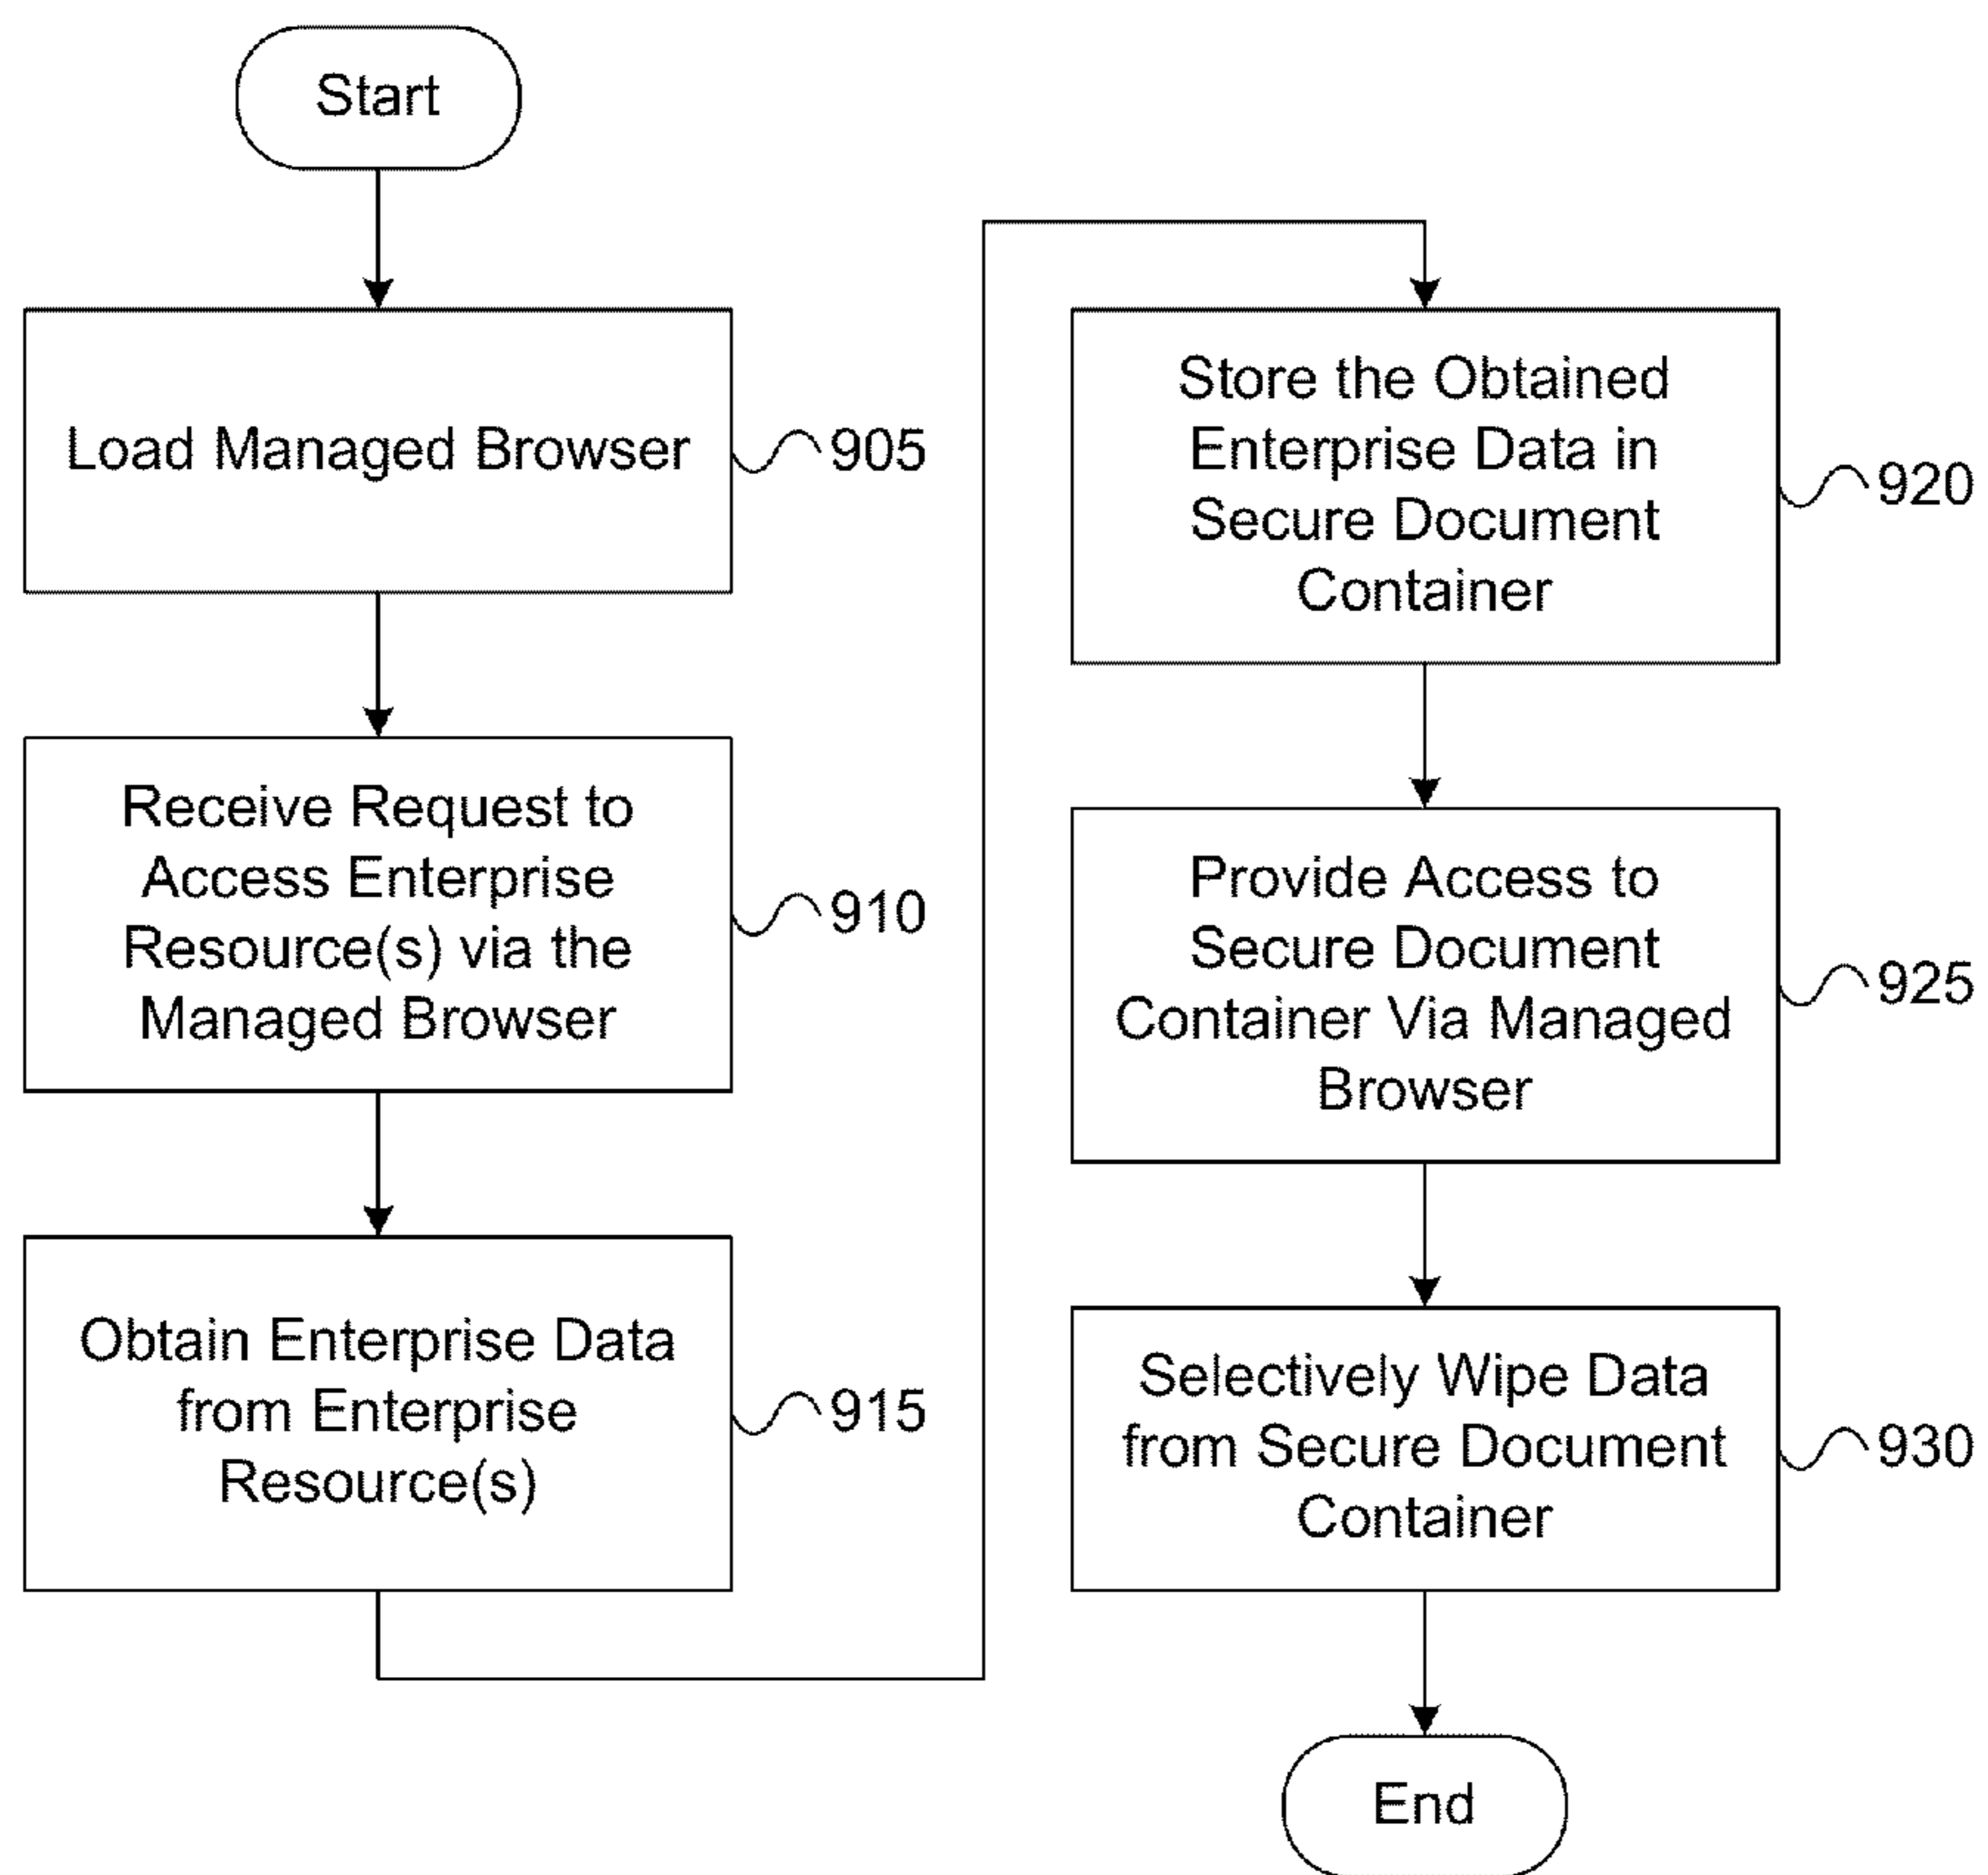 Start
Load Managed Browser
905
Receive Request to
Access Enterprise
Resource(s) via the
Managed Browser
910
Obtain Enterprise Data
from Enterprise
Resource(s)
915
Store the Obtained
Enterprise Data in
Secure Document
Container
920
Provide Access to
Secure Document
Container Via Managed
Browser
925
Selectively Wipe Data
from Secure Document
Container
930
End